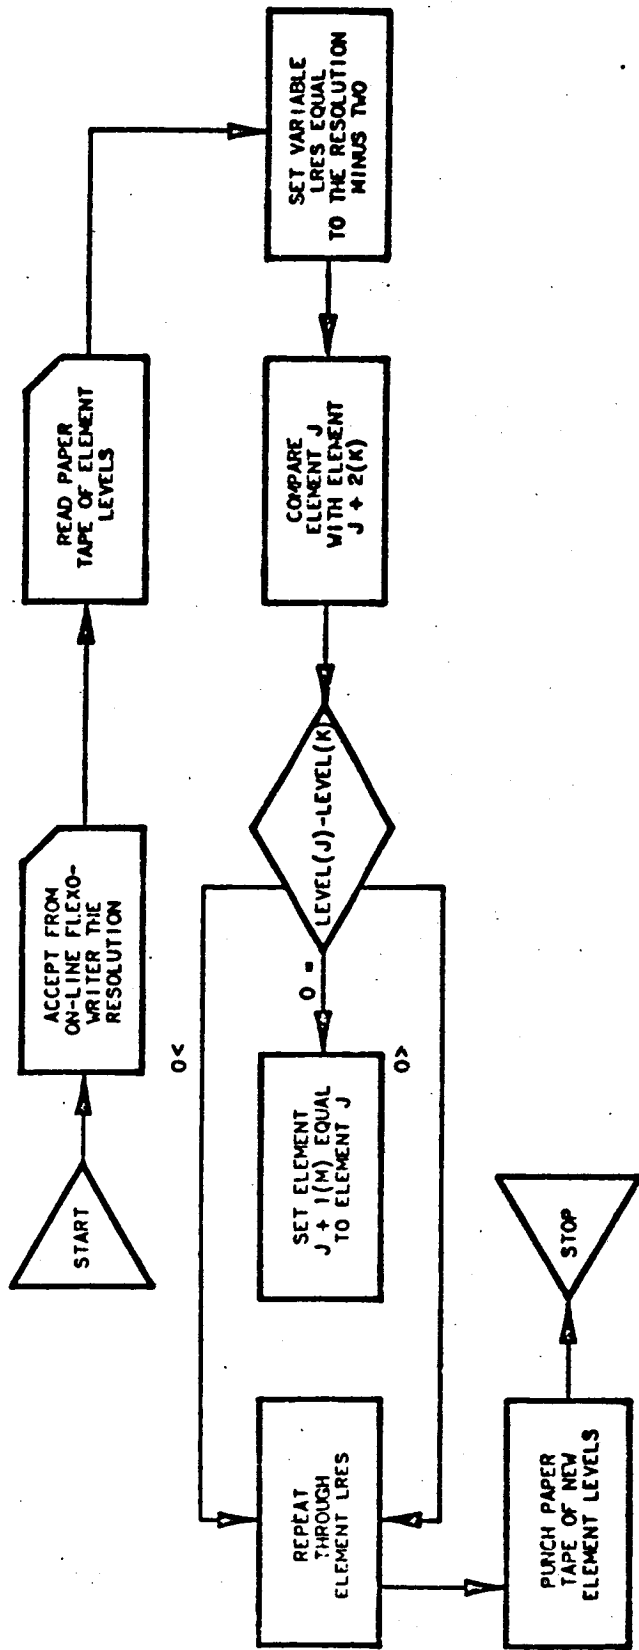 START
ACCEPT FROM
ON-LINE FLEXO-
WRITER THE
RESOLUTION
READ PAPER
TAPE OF ELEMENT
LEVELS
SET VARIABLE
LRES EQUAL
TO THE RESOLUTION
MINUS TWO
COMPARE
ELEMENT J
WITH ELEMENT
J + 2(K)
LEVEL(J)-LEVEL(K)
0<
0 =
0>
SET ELEMENT
J + 1(M) EQUAL
TO ELEMENT J
REPEAT
THROUGH
ELEMENT LRES
PUNCH PAPER
TAPE OF NEW
ELEMENT LEVELS
STOP